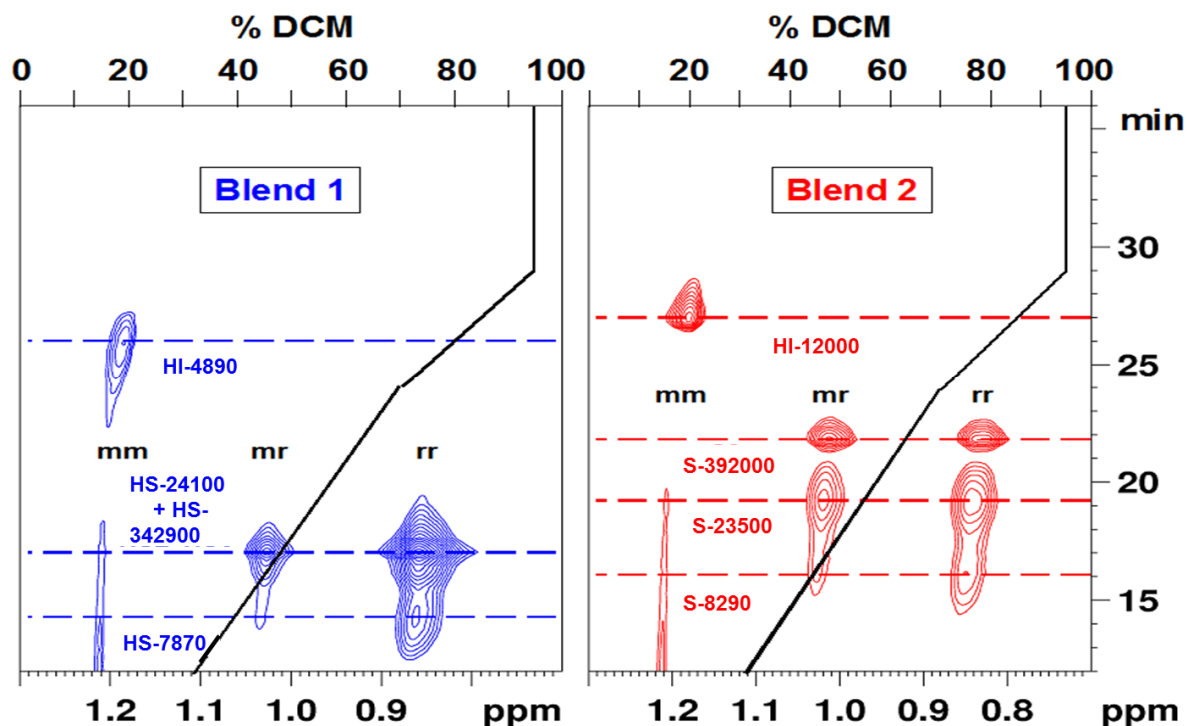 % DCM % DCM
0 20 40 60 80 100 20 40 60 80 100
min
Blend 1 Blend 2
30
HI-4890 HI-12000
25
mm mr rr
mm mr rr
HS-24100
+ HS-
342900
S-392000
20
S-23500
15
HS-7870 S-8290
1.2 1.1 1.0 0.9 ppm 1.2 1.1 1.0 0.9 0.8 ppm